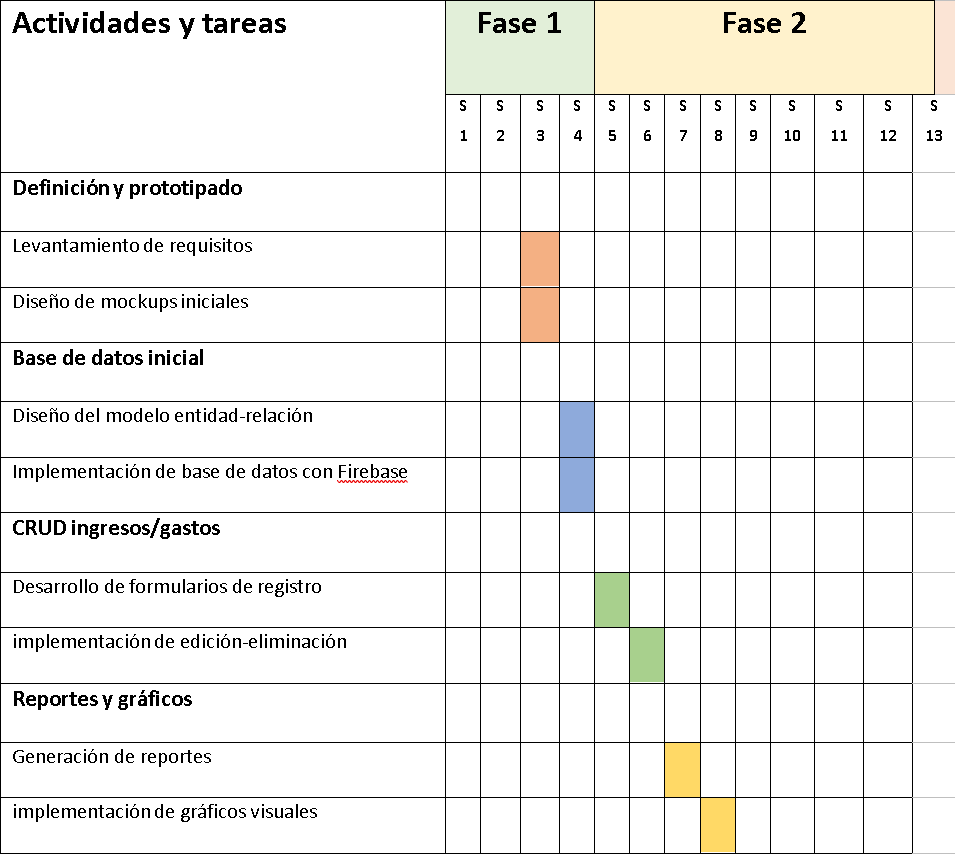 Actividades y tareas Fase 1 Fase 2
S S S S S S S S S S S S S
1 2 3 4 5 6 7 8 9 10 11 12 13
Definición y prototipado
Levantamiento de requisitos
Diseño de mockups iniciales
Base de datos inicial
Diseño del modelo entidad-relación
Implementación de base de datos con Firebase
CRUD ingresos/gastos
Desarrollo de formularios de registro
implementación de edición-eliminación
Reportes y gráficos
Generación de reportes
implementación de gráficos visuales